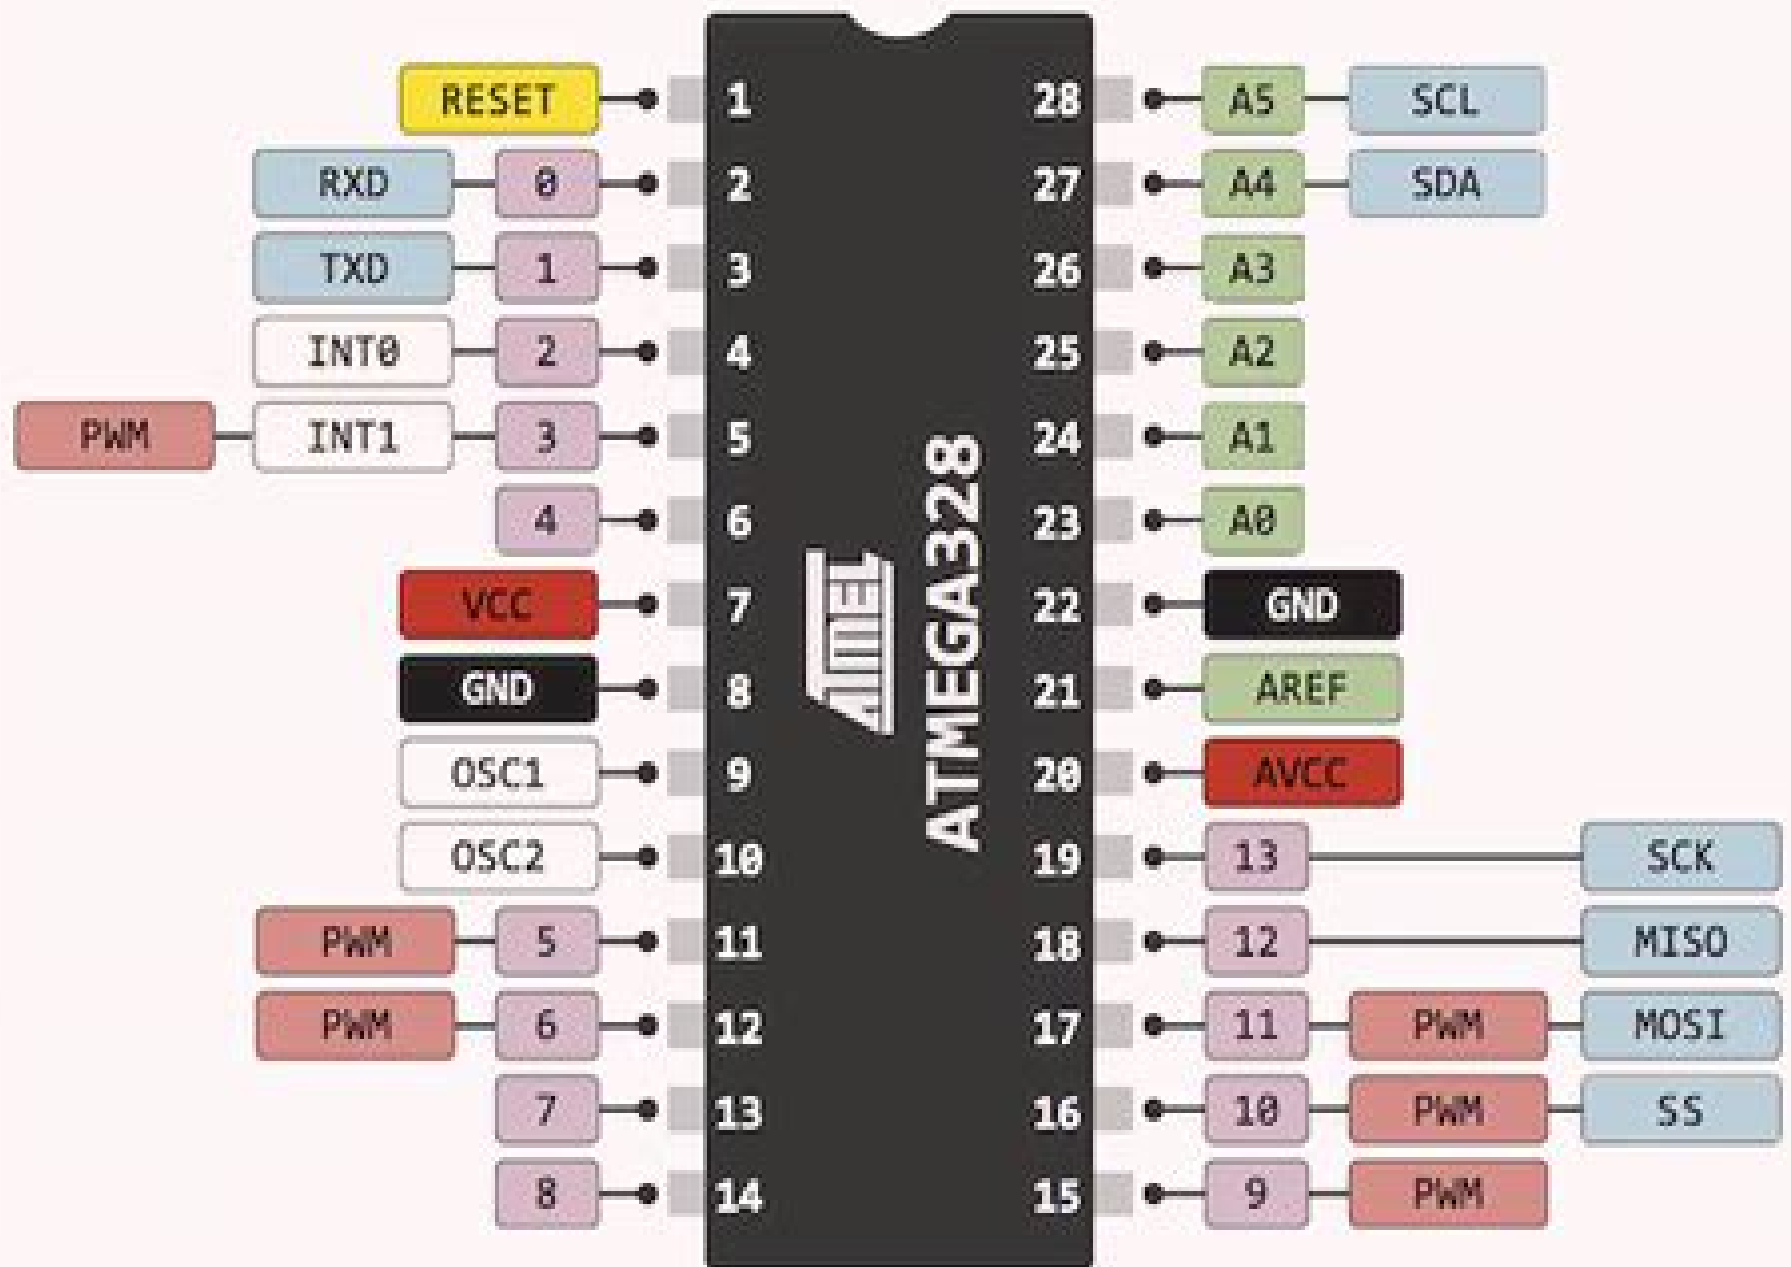 RESET 1 28 A5 SCL
RXD 0 2 27 A4 SDA
TXD 1 3 26 A3
INT0 2 4 25 A2
PWM INT1 3 5 24 A1
4 6 23 A0
VCC 7 22 GND
GND 8 21 AREF
OSC1 9 20 AVCC
OSC2 10 19 13 SCK
PWM 5 11 18 12 MISO
PWM 6 12 17 11 PWM MOSI
7 13 16 10 PWM SS
8 14 15 9 PWM
ATMEL
ATMEGA328